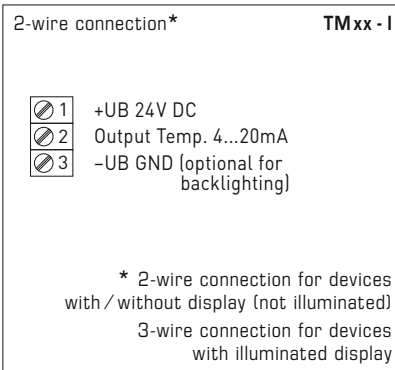 2-wire connection* TMxx - I
1 +UB 24V DC
2 Output Temp. 4...20mA
3 –UB GND (optional for
backlighting)
* 2-wire connection for devices
with / without display (not illuminated)
3-wire connection for devices
with illuminated display